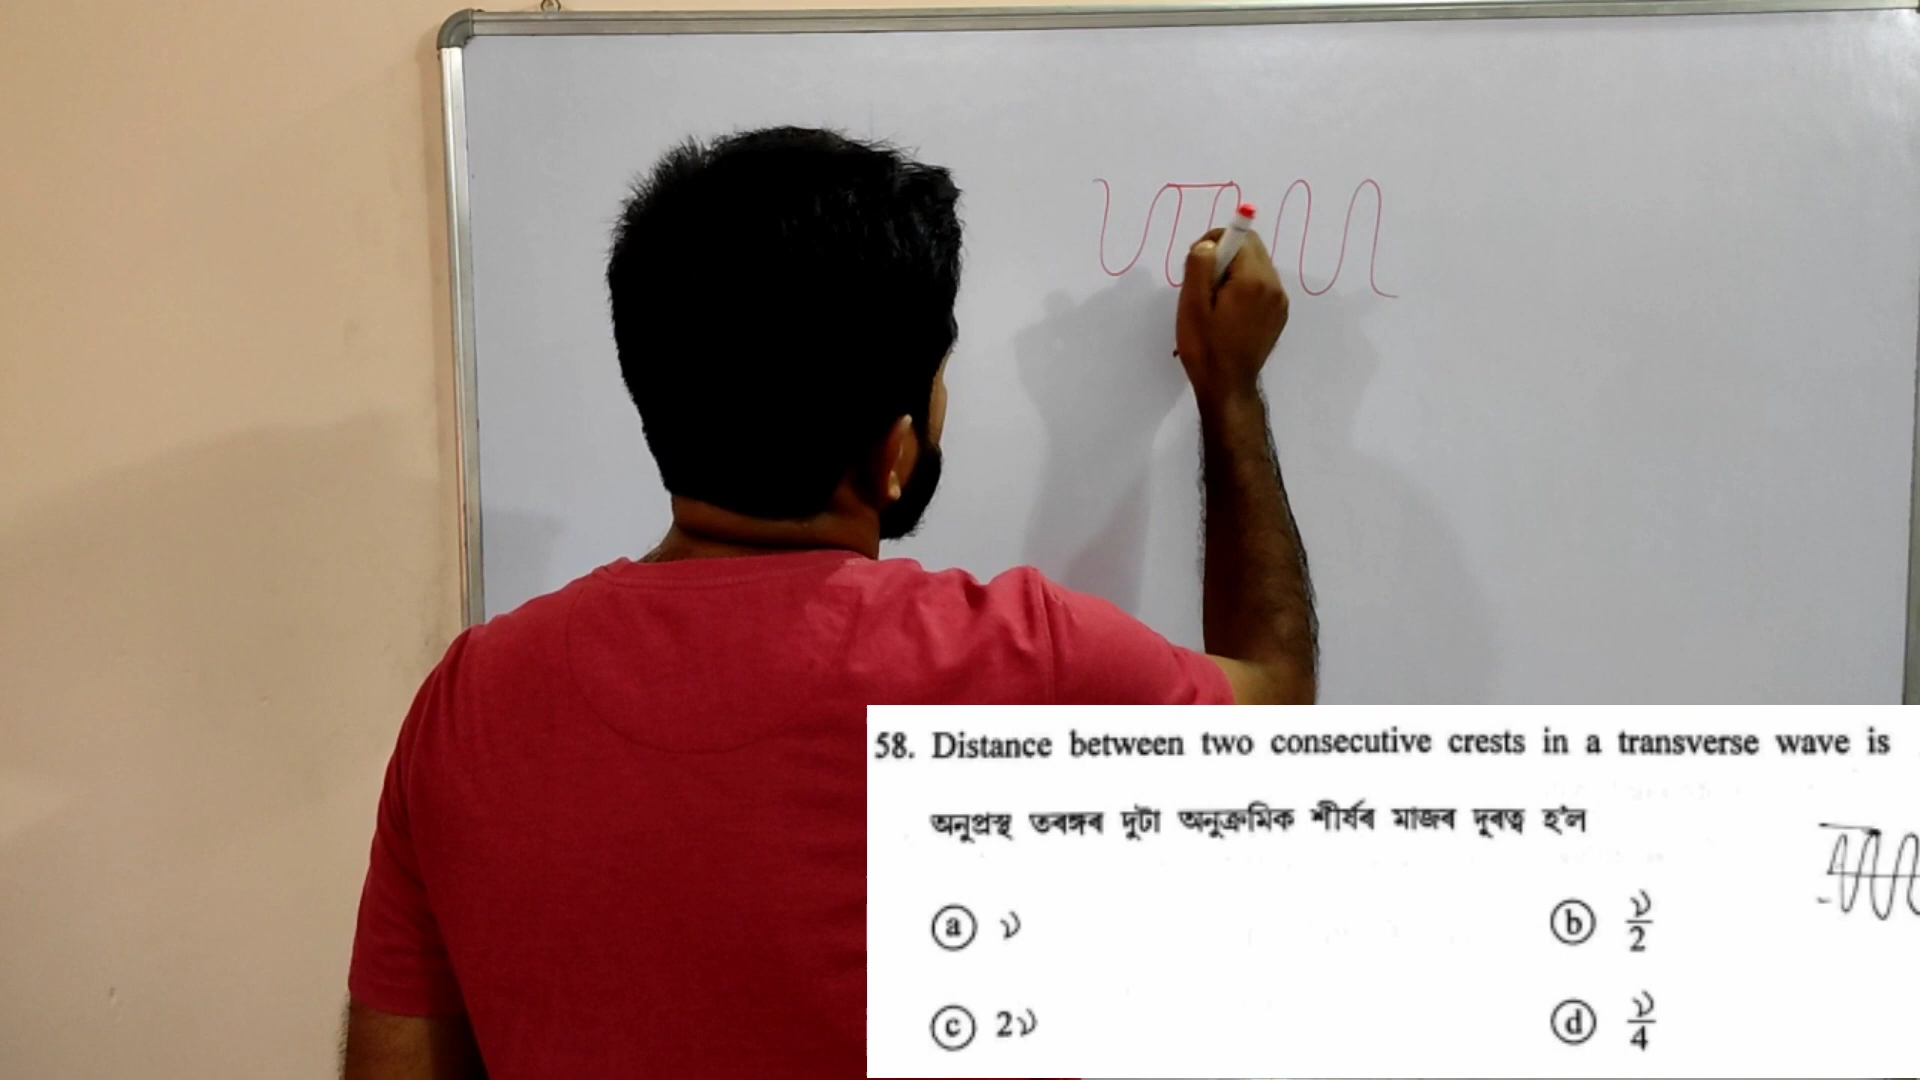 58. Distance between two consecutive crests in a transverse wave is
অনুপ্ৰস্থ তৰঙ্গৰ দুটা অনুক্ৰমিক শীৰ্ষৰ মাজৰ দূৰত্ব হ'ল
ⓐ ν ⓑ ν/2
ⓒ 2ν ⓓ ν/4